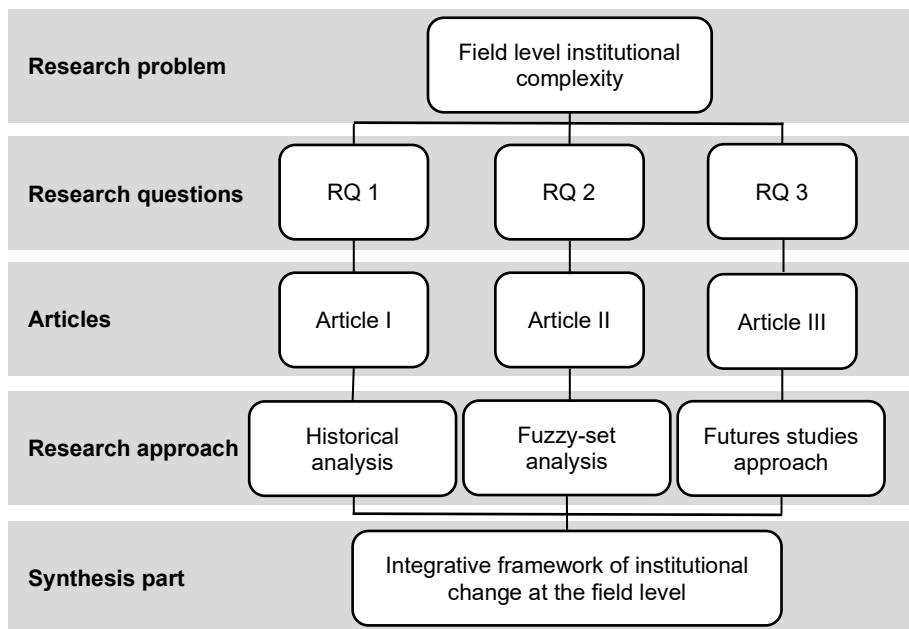 Research problem
Field level institutional
complexity
Research questions
RQ 1
RQ 2
RQ 3
Articles
Article I
Article II
Article III
Research approach
Historical
analysis
Fuzzy-set
analysis
Futures studies
approach
Synthesis part
Integrative framework of institutional
change at the field level